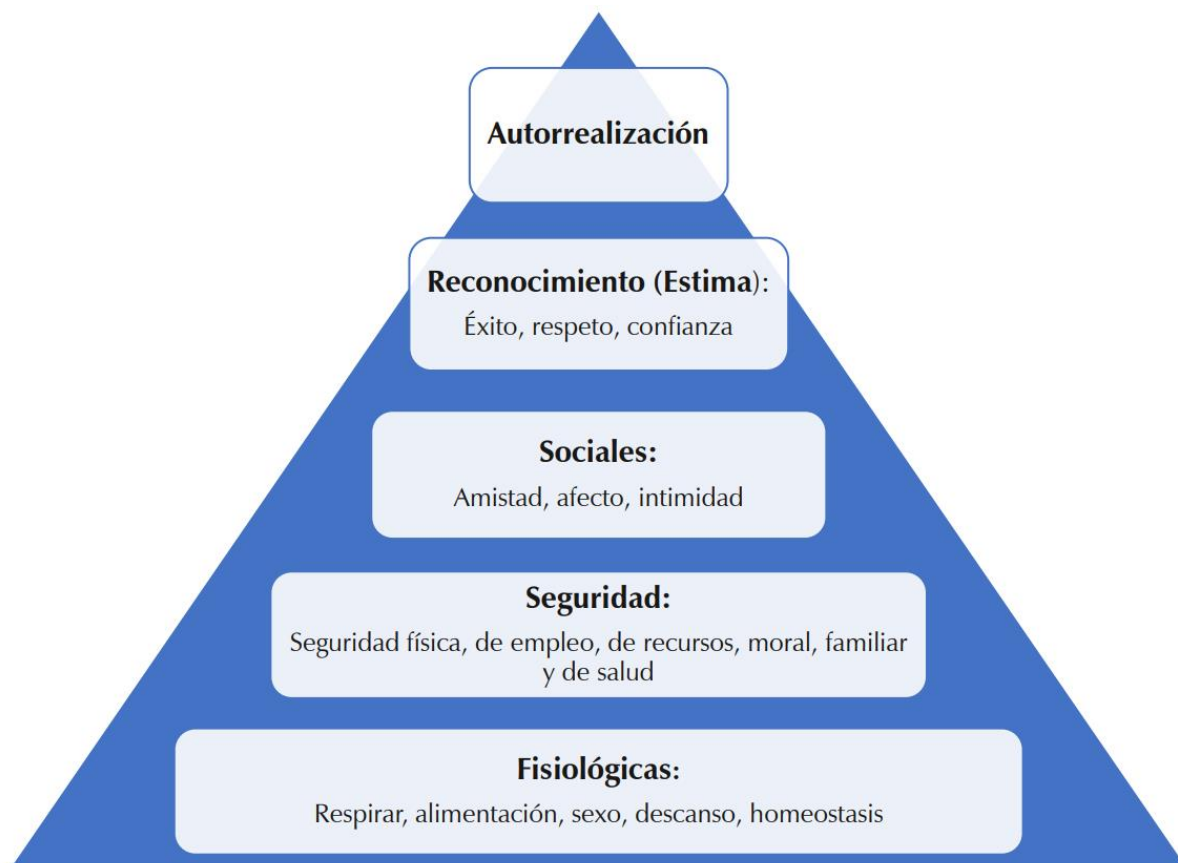 Autorrealización
Reconocimiento (Estima):
Éxito, respeto, confianza
Sociales:
Amistad, afecto, intimidad
Seguridad:
Seguridad física, de empleo, de recursos, moral, familiar
y de salud
Fisiológicas:
Respirar, alimentación, sexo, descanso, homeostasis